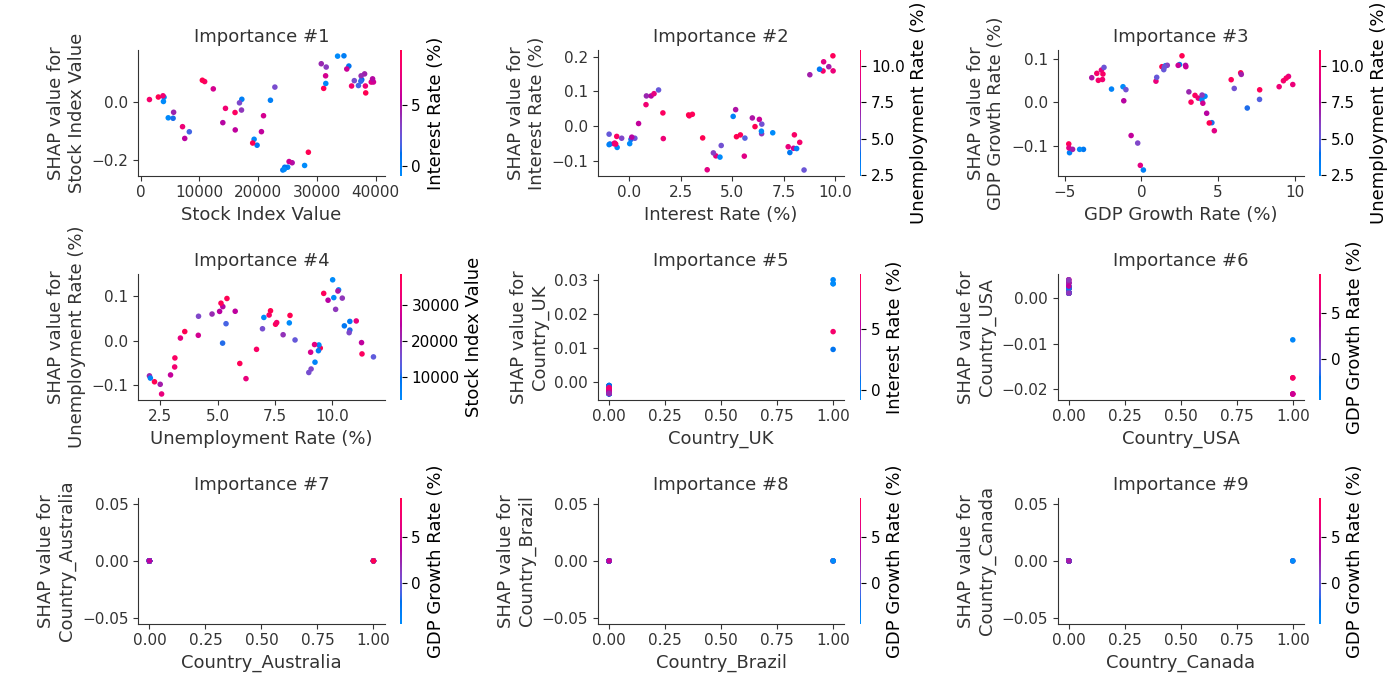 Importance #1
SHAP value for
Stock Index Value
0.0
−0.2
0
10000
20000
30000
40000
Stock Index Value
5
0
Interest Rate (%)
Importance #2
SHAP value for
Interest Rate (%)
0.2
0.1
0.0
−0.1
0.0
2.5
5.0
7.5
10.0
Interest Rate (%)
10.0
7.5
5.0
2.5
Unemployment Rate (%)
Importance #3
SHAP value for
GDP Growth Rate (%)
0.1
0.0
−0.1
−5
0
5
10
GDP Growth Rate (%)
10.0
7.5
5.0
2.5
Unemployment Rate (%)
Importance #4
SHAP value for
Unemployment Rate (%)
0.1
0.0
−0.1
2.5
5.0
7.5
10.0
Unemployment Rate (%)
30000
20000
10000
Stock Index Value
Importance #5
SHAP value for
Country_UK
0.03
0.02
0.01
0.00
0.00
0.25
0.50
0.75
1.00
Country_UK
5
0
Interest Rate (%)
Importance #6
SHAP value for
Country_USA
0.00
−0.01
−0.02
0.00
0.25
0.50
0.75
1.00
Country_USA
5
0
GDP Growth Rate (%)
Importance #7
SHAP value for
Country_Australia
0.05
0.00
−0.05
0.00
0.25
0.50
0.75
1.00
Country_Australia
5
0
GDP Growth Rate (%)
Importance #8
SHAP value for
Country_Brazil
0.05
0.00
−0.05
0.00
0.25
0.50
0.75
1.00
Country_Brazil
5
0
GDP Growth Rate (%)
Importance #9
SHAP value for
Country_Canada
0.05
0.00
−0.05
0.00
0.25
0.50
0.75
1.00
Country_Canada
5
0
GDP Growth Rate (%)